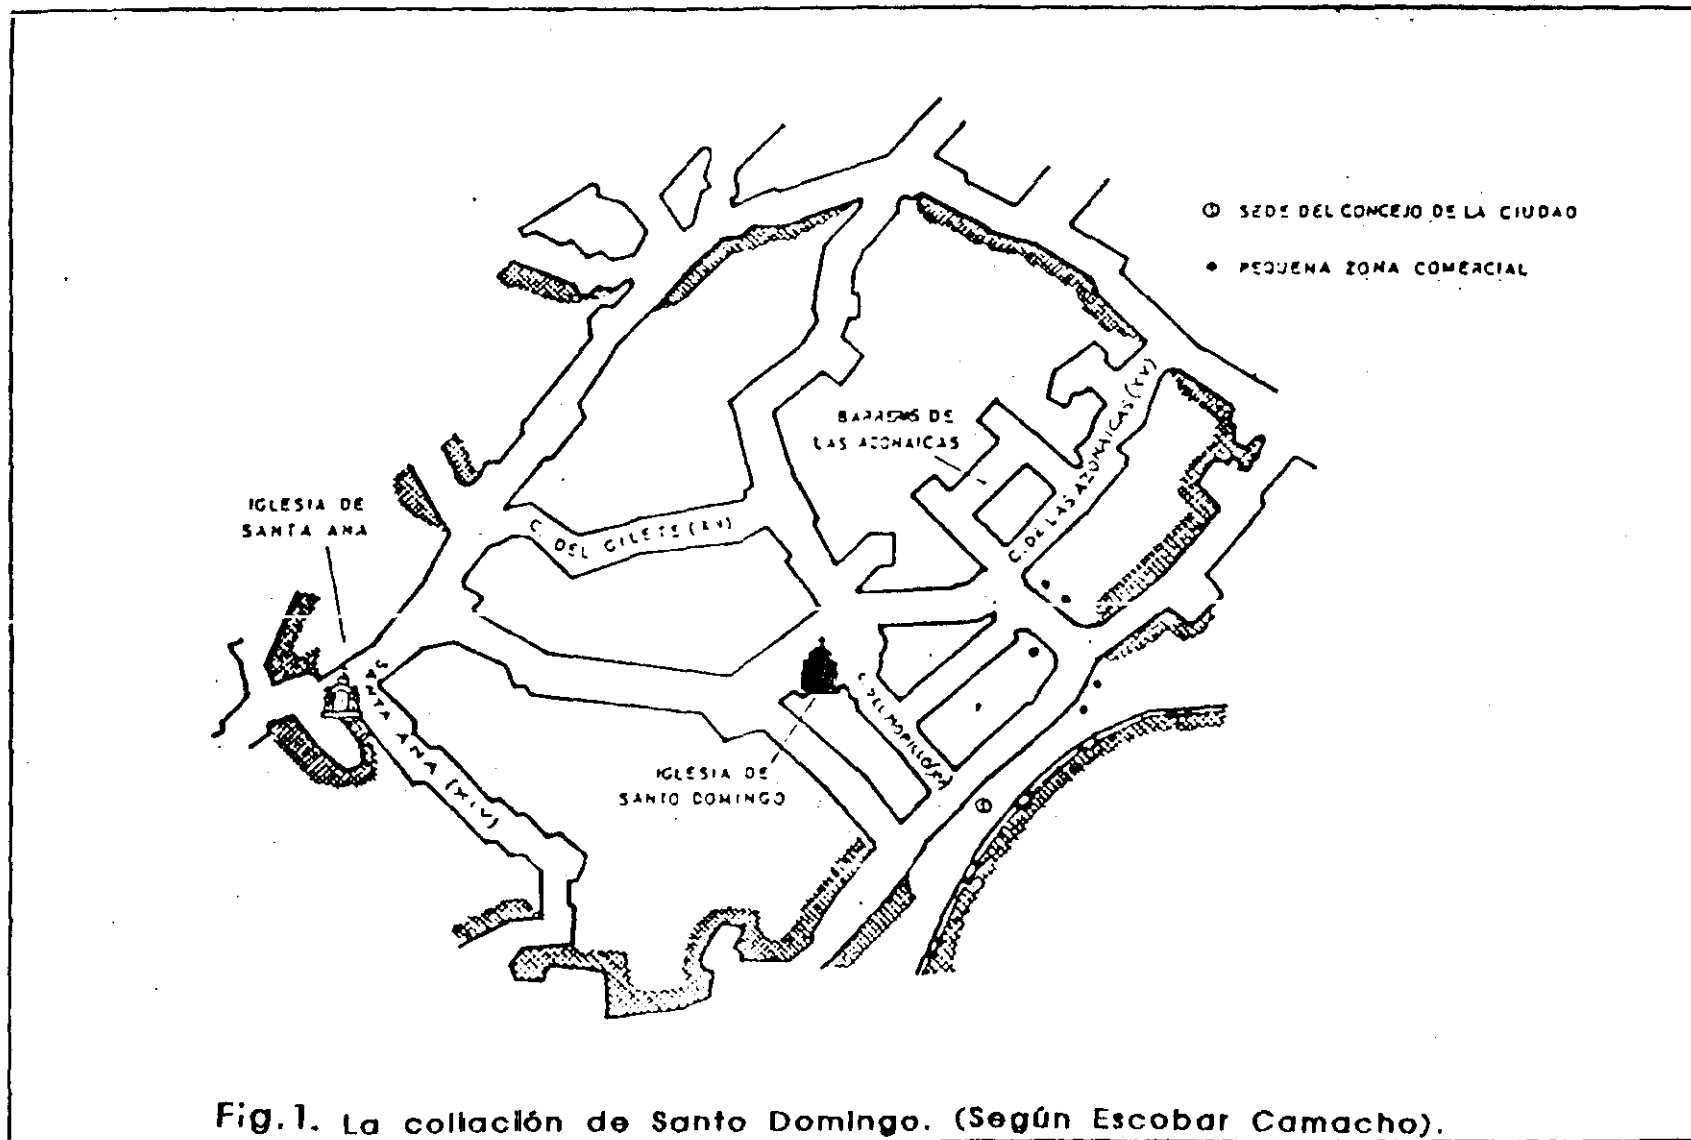 ① SEDE DEL CONCEJO DE LA CIUDAD
• PEQUENA ZONA COMERCIAL
BARRERAS DE
LAS AZONAICAS
C. DE LAS AZONAICAS (XV)
IGLESIA DE
SANTA ANA
C. DEL GILETE (XV)
SANTA ANA (XIV)
IGLESIA DE
SANTO DOMINGO
Fig.1. La collación de Santo Domingo. (Según Escobar Camacho).